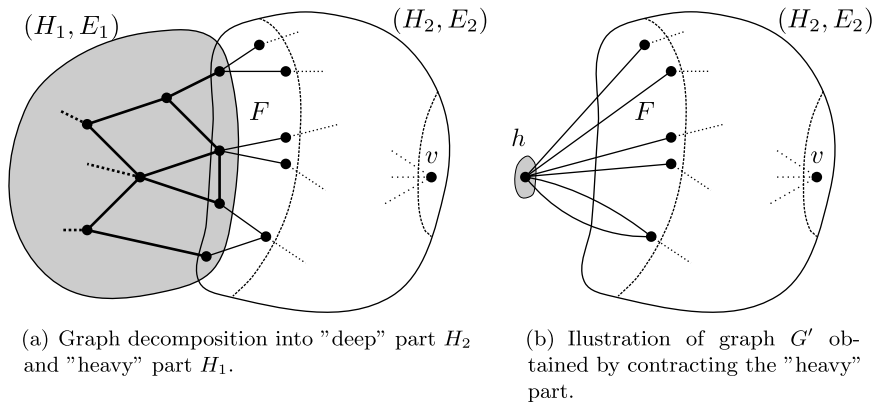 (H₁, E₁)
(H₂, E₂)
F
v
(a) Graph decomposition into ”deep” part H₂
and ”heavy” part H₁.
(H₂, E₂)
F
h
v
(b) Illustration of graph G′ ob-
tained by contracting the ”heavy”
part.